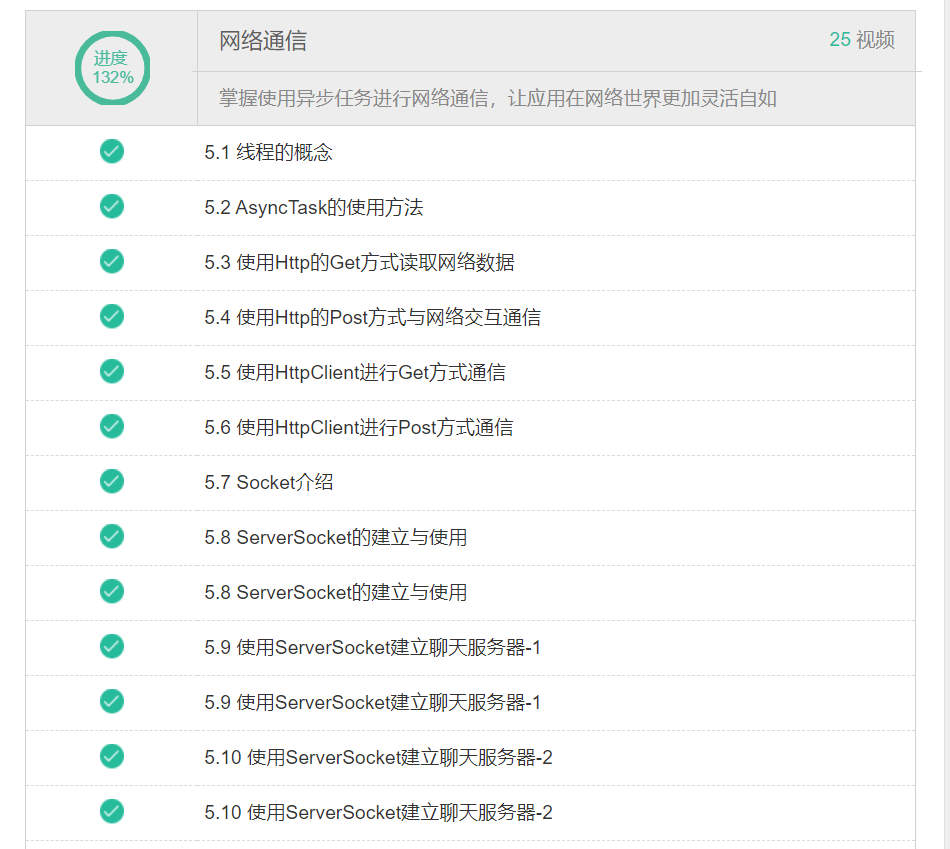 进度
132%
网络通信
25 视频
掌握使用异步任务进行网络通信，让应用在网络世界更加灵活自如
5.1 线程的概念
5.2 AsyncTask的使用方法
5.3 使用Http的Get方式读取网络数据
5.4 使用Http的Post方式与网络交互通信
5.5 使用HttpClient进行Get方式通信
5.6 使用HttpClient进行Post方式通信
5.7 Socket介绍
5.8 ServerSocket的建立与使用
5.8 ServerSocket的建立与使用
5.9 使用ServerSocket建立聊天服务器-1
5.9 使用ServerSocket建立聊天服务器-1
5.10 使用ServerSocket建立聊天服务器-2
5.10 使用ServerSocket建立聊天服务器-2